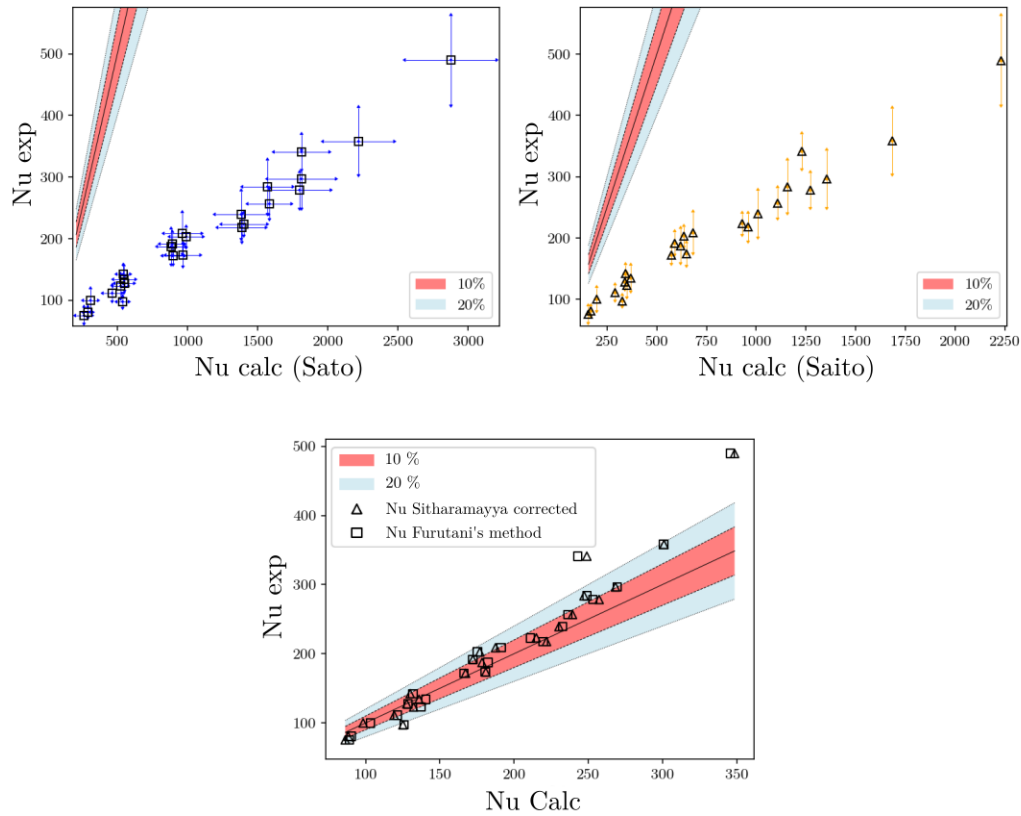 500
400
300
200
100
Nu exp
10%
20%
500 1000 1500 2000 2500 3000
Nu calc (Sato)
500
400
300
200
100
Nu exp
10%
20%
250 500 750 1000 1250 1500 1750 2000 2250
Nu calc (Saito)
500
400
300
200
100
Nu exp
10 %
20 %
Nu Sitharamayya corrected
Nu Furutani's method
100 150 200 250 300 350
Nu Calc